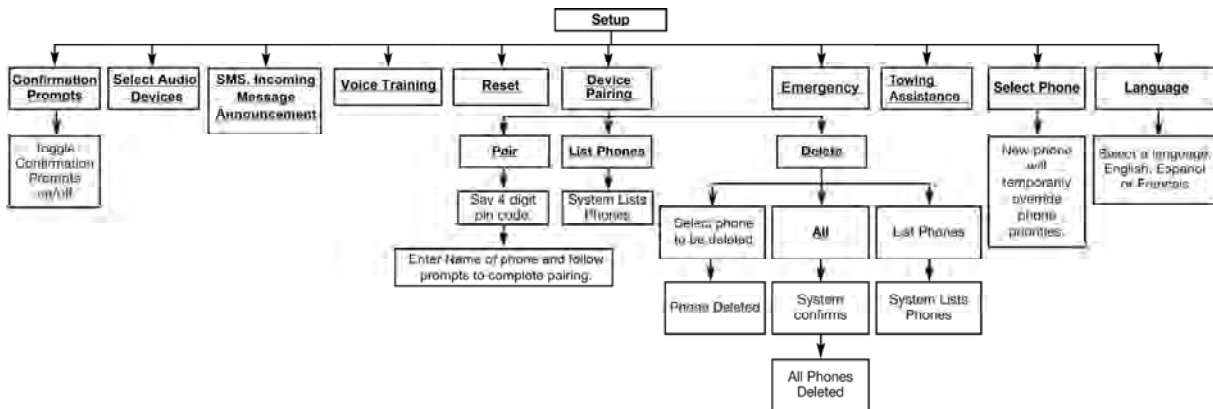 Setup
Confirmation
Prompts
Select Audio
Devices
SMS, Incoming
Message
Announcement
Voice Training
Reset
Device
Pairing
Emergency
Towing
Assistance
Select Phone
Language
Toggle
Confirmation
Prompts
on/off.
Pair
List Phones
Delete
New phone
will
temporarily
override
phone
priorities.
Select a language:
English, Espanol
or Francais
Say 4 digit
pin code.
System Lists
Phones
Select phone
to be deleted
All
List Phones
Enter Name of phone and follow
prompts to complete pairing.
Phone Deleted
System
confirms
System Lists
Phones
All Phones
Deleted